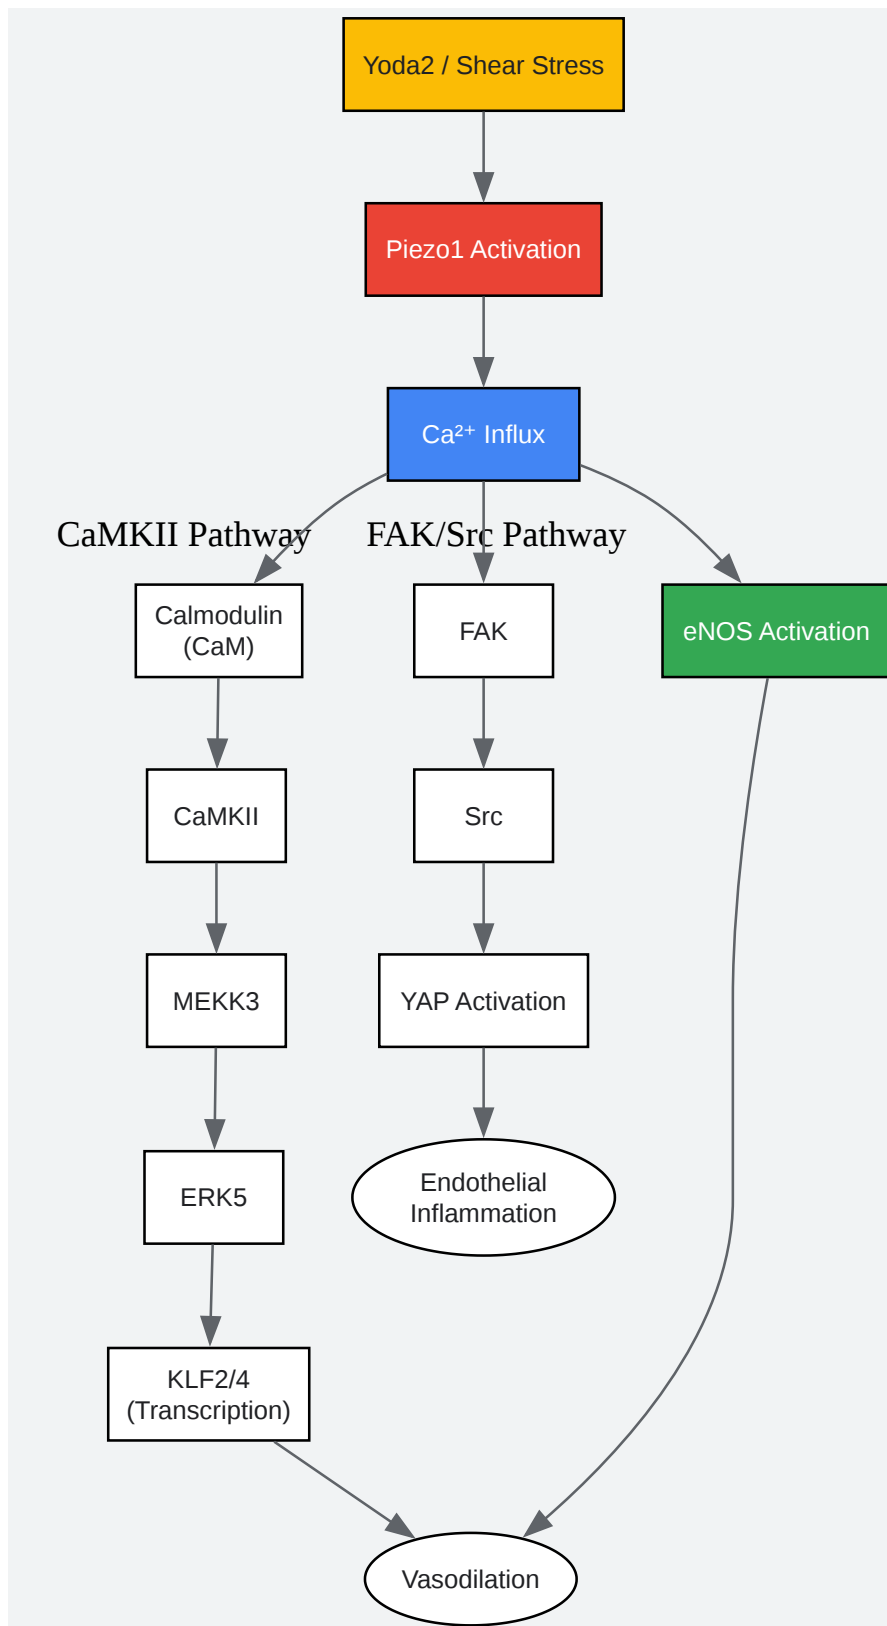 Yoda2 / Shear Stress
Piezo1 Activation
Ca²⁺ Influx
CaMKII Pathway
FAK/Src Pathway
Calmodulin
(CaM)
FAK
eNOS Activation
CaMKII
Src
MEKK3
YAP Activation
ERK5
Endothelial
Inflammation
KLF2/4
(Transcription)
Vasodilation